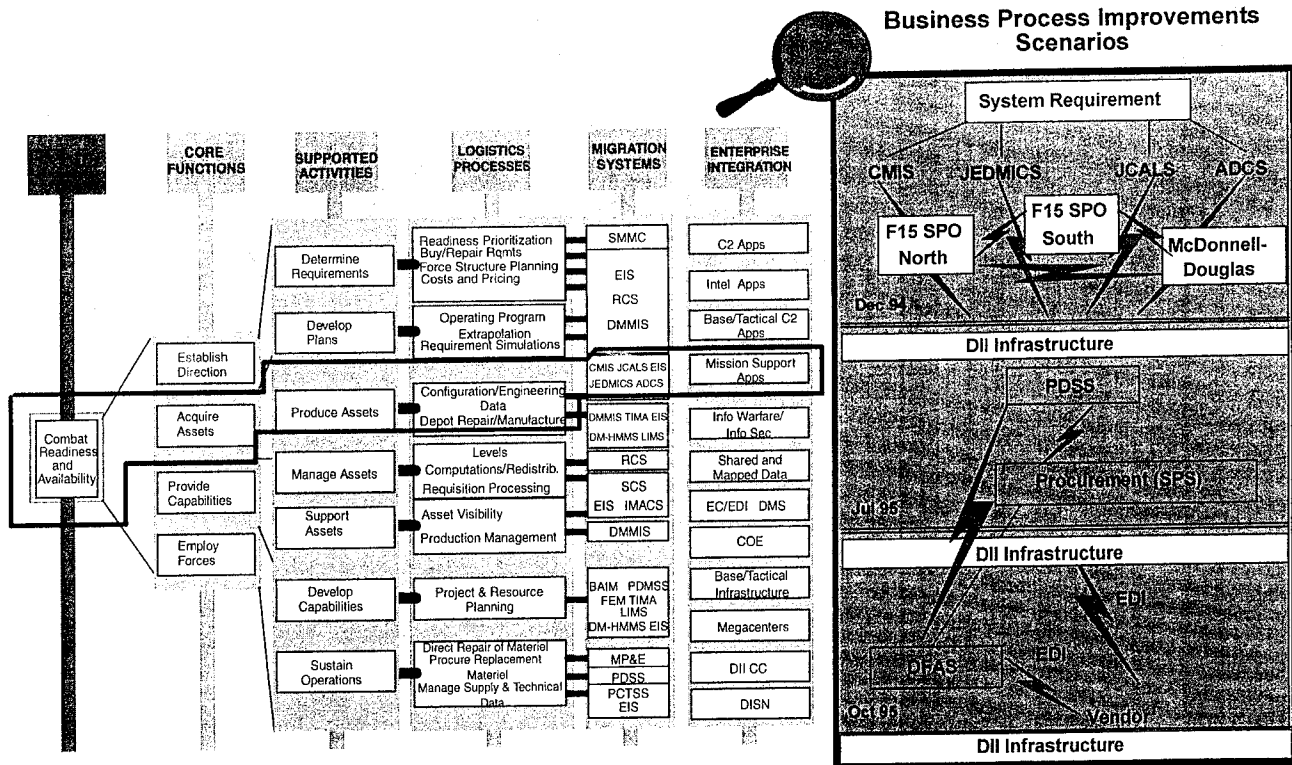 Business Process Improvements
Scenarios
CORE
FUNCTIONS
SUPPORTED
ACTIVITIES
LOGISTICS
PROCESSES
MIGRATION
SYSTEMS
ENTERPRISE
INTEGRATION
Combat
Readiness
and
Availability
Establish
Direction
Acquire
Assets
Provide
Capabilities
Employ
Forces
Determine
Requirements
Develop
Plans
Produce Assets
Manage Assets
Support
Assets
Develop
Capabilities
Sustain
Operations
Readiness Prioritization
Buy/Repair Rqmts
Force Structure Planning
Costs and Pricing
Operating Program
Extrapolation
Requirement Simulations
Configuration/Engineering
Data
Depot Repair/Manufacture
Levels
Computations/Redistrib.
Requisition Processing
Asset Visibility
Production Management
Project & Resource
Planning
Direct Repair of Materiel
Procure Replacement
Materiel
Manage Supply & Technical
Data
SMMC
EIS
RCS
DMMIS
CMIS JCALS EIS
JEDMICS ADCS
DMMIS TIMA EIS
DM-HMMS LIMS
RCS
SCS
EIS IMACS
DMMIS
BAIM PDMSS
FEM TIMA
LIMS
DM-HMMS EIS
MP&E
PDSS
PCTSS
EIS
C2 Apps
Intel Apps
Base/Tactical C2
Apps
Mission Support
Apps
Info Warfare/
Info Sec
Shared and
Mapped Data
EC/EDI DMS
COE
Base/Tactical
Infrastructure
Megacenters
DII CC
DISN
System Requirement
CMIS JEDMICS JCALS ADCS
F15 SPO
North
F15 SPO
South
McDonnell-
Douglas
Dec 94
DII Infrastructure
PDSS
Procurement (SPS)
Jul 95
DII Infrastructure
EDI
EDI
DFAS
Vendor
Oct 95
DII Infrastructure